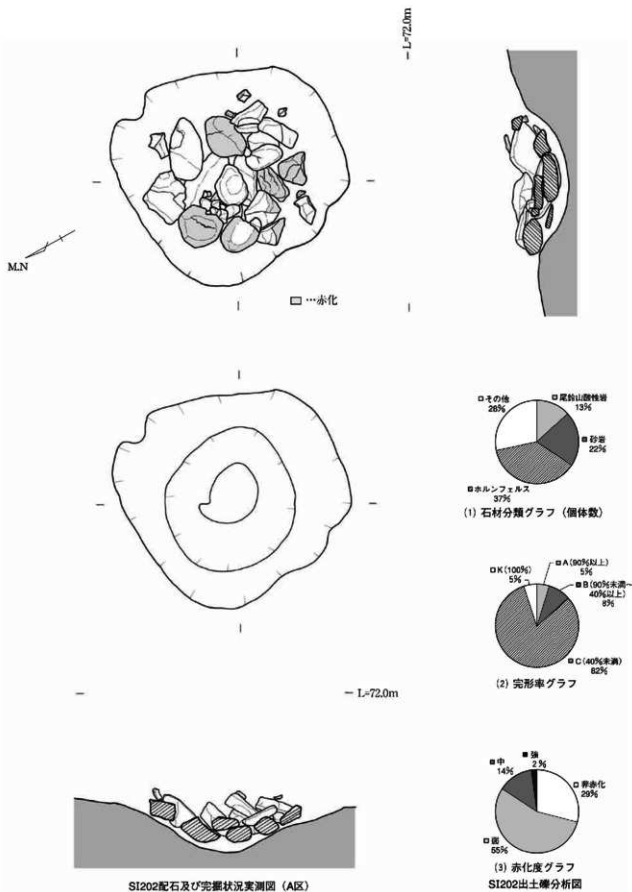 L=72.0m
M.N
…赤化
その他
28%
尾鈴山酸性岩
13%
砂岩
22%
ホルンフェルス
37%
(1) 石材分類グラフ(個体数)
K(100%)
5%
A(90%以上)
5%
B(90%未満〜
40%以上)
8%
C(40%未満)
82%
(2) 完形率グラフ
L=72.0m
強
2%
中
14%
非赤化
29%
面
55%
(3) 赤化度グラフ
SI202配石及び完掘状況実測図(A区)
SI202出土礫分析図